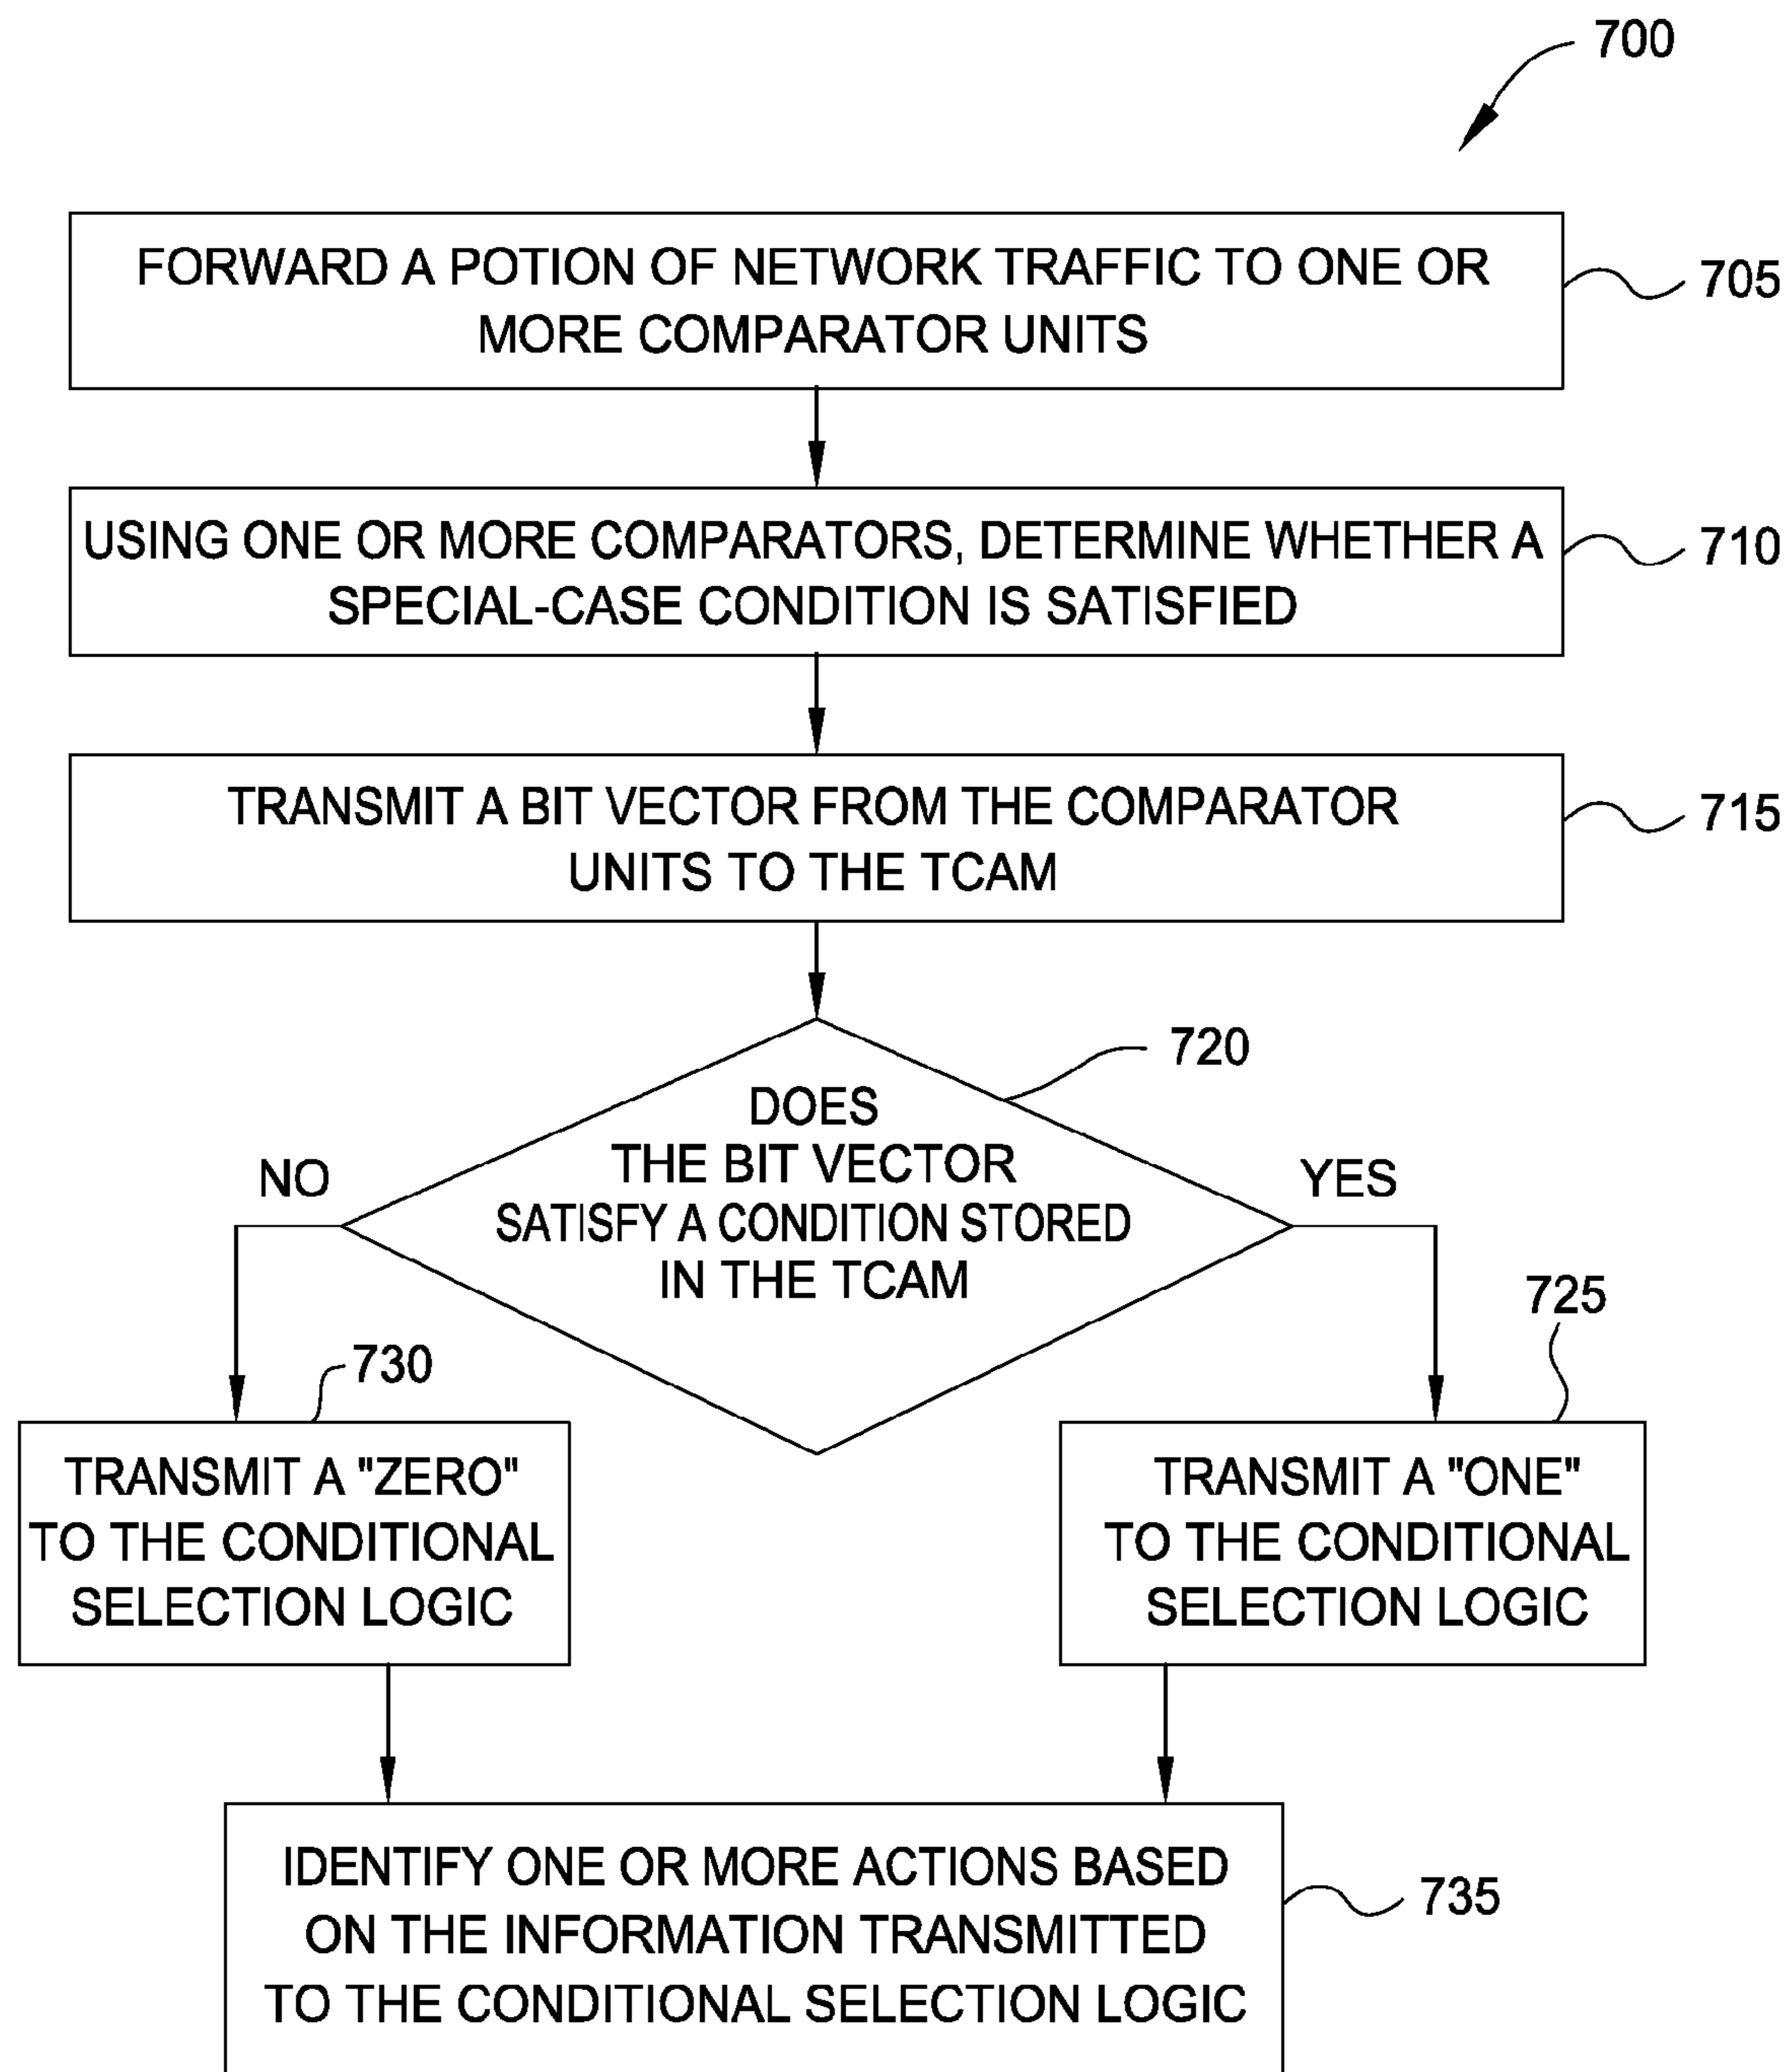 700
FORWARD A POTION OF NETWORK TRAFFIC TO ONE OR
MORE COMPARATOR UNITS
705
USING ONE OR MORE COMPARATORS, DETERMINE WHETHER A
SPECIAL-CASE CONDITION IS SATISFIED
710
TRANSMIT A BIT VECTOR FROM THE COMPARATOR
UNITS TO THE TCAM
715
720
DOES
THE BIT VECTOR
SATISFY A CONDITION STORED
IN THE TCAM
NO
YES
730
TRANSMIT A "ZERO"
TO THE CONDITIONAL
SELECTION LOGIC
725
TRANSMIT A "ONE"
TO THE CONDITIONAL
SELECTION LOGIC
IDENTIFY ONE OR MORE ACTIONS BASED
ON THE INFORMATION TRANSMITTED
TO THE CONDITIONAL SELECTION LOGIC
735